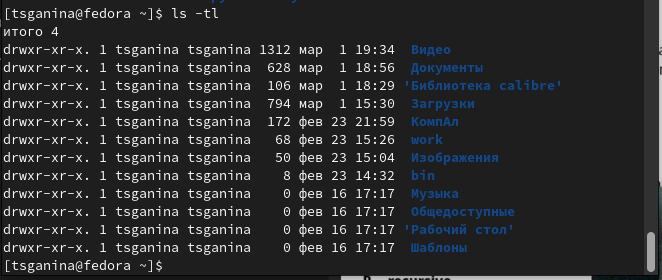 [tsganina@fedora ~]$ ls -tl
итого 4
drwxr-xr-x. 1 tsganina tsganina 1312 мар  1 19:34  Видео
drwxr-xr-x. 1 tsganina tsganina  628 мар  1 18:56  Документы
drwxr-xr-x. 1 tsganina tsganina  106 мар  1 18:29 'Библиотека calibre'
drwxr-xr-x. 1 tsganina tsganina  794 мар  1 15:30  Загрузки
drwxr-xr-x. 1 tsganina tsganina  172 фев 23 21:59  КомпАл
drwxr-xr-x. 1 tsganina tsganina   68 фев 23 15:26  work
drwxr-xr-x. 1 tsganina tsganina   50 фев 23 15:04  Изображения
drwxr-xr-x. 1 tsganina tsganina    8 фев 23 14:32  bin
drwxr-xr-x. 1 tsganina tsganina    0 фев 16 17:17  Музыка
drwxr-xr-x. 1 tsganina tsganina    0 фев 16 17:17  Общедоступные
drwxr-xr-x. 1 tsganina tsganina    0 фев 16 17:17 'Рабочий стол'
drwxr-xr-x. 1 tsganina tsganina    0 фев 16 17:17  Шаблоны
[tsganina@fedora ~]$